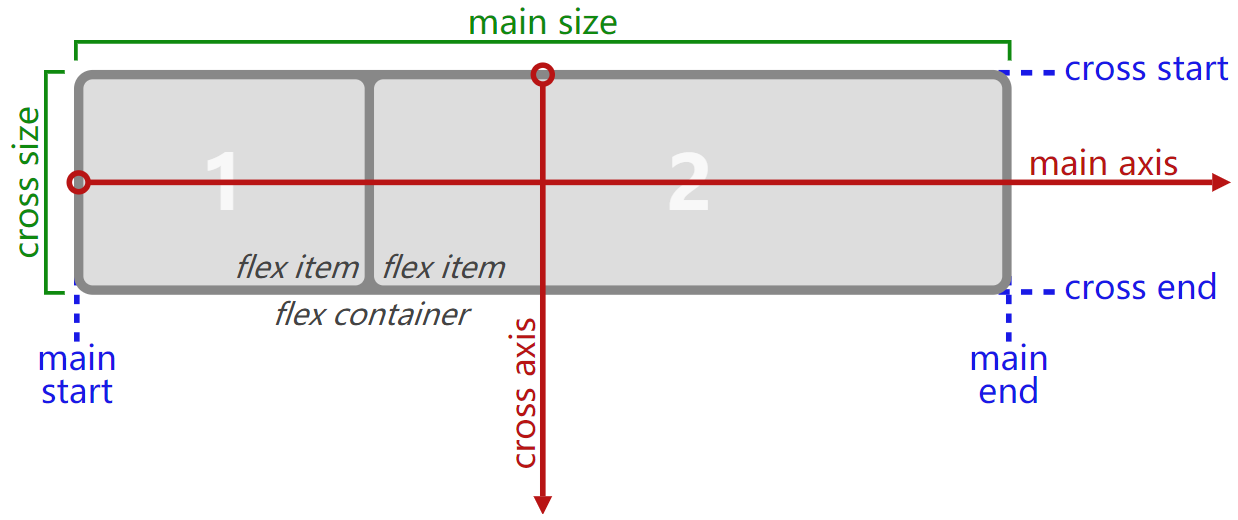 main size
cross start
cross size
main axis
1
2
flex item
flex item
cross end
flex container
cross axis
main
start
main
end